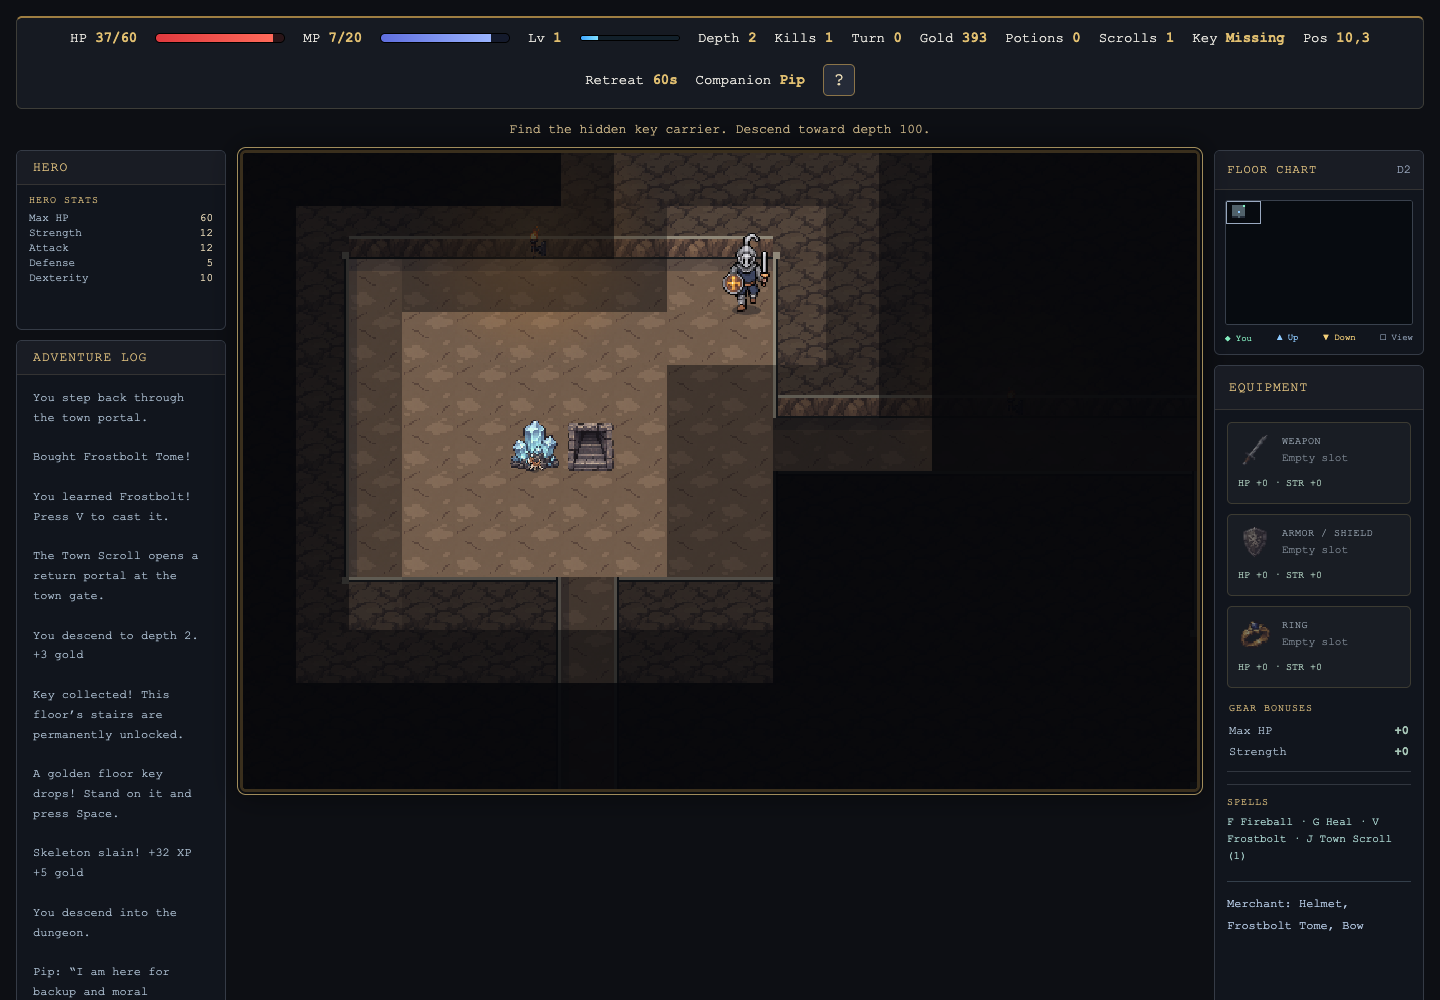 HP 37/60 MP 7/20 Lv 1 Depth 2 Kills 1 Turn 0 Gold 393 Potions 0 Scrolls 1 Key Missing Pos 10,3
Retreat 60s Companion Pip ?
Find the hidden key carrier. Descend toward depth 100.
HERO
HERO STATS
Max HP 60
Strength 12
Attack 12
Defense 5
Dexterity 10
ADVENTURE LOG
You step back through
the town portal.
Bought Frostbolt Tome!
You learned Frostbolt!
Press V to cast it.
The Town Scroll opens a
return portal at the
town gate.
You descend to depth 2.
+3 gold
Key collected! This
floor’s stairs are
permanently unlocked.
A golden floor key
drops! Stand on it and
press Space.
Skeleton slain! +32 XP
+5 gold
You descend into the
dungeon.
Pip: “I am here for
backup and moral
FLOOR CHART D2
◆ You ▲ Up ▼ Down □ View
EQUIPMENT
WEAPON
Empty slot
HP +0 · STR +0
ARMOR / SHIELD
Empty slot
HP +0 · STR +0
RING
Empty slot
HP +0 · STR +0
GEAR BONUSES
Max HP +0
Strength +0
SPELLS
F Fireball · G Heal · V
Frostbolt · J Town Scroll
(1)
Merchant: Helmet,
Frostbolt Tome, Bow